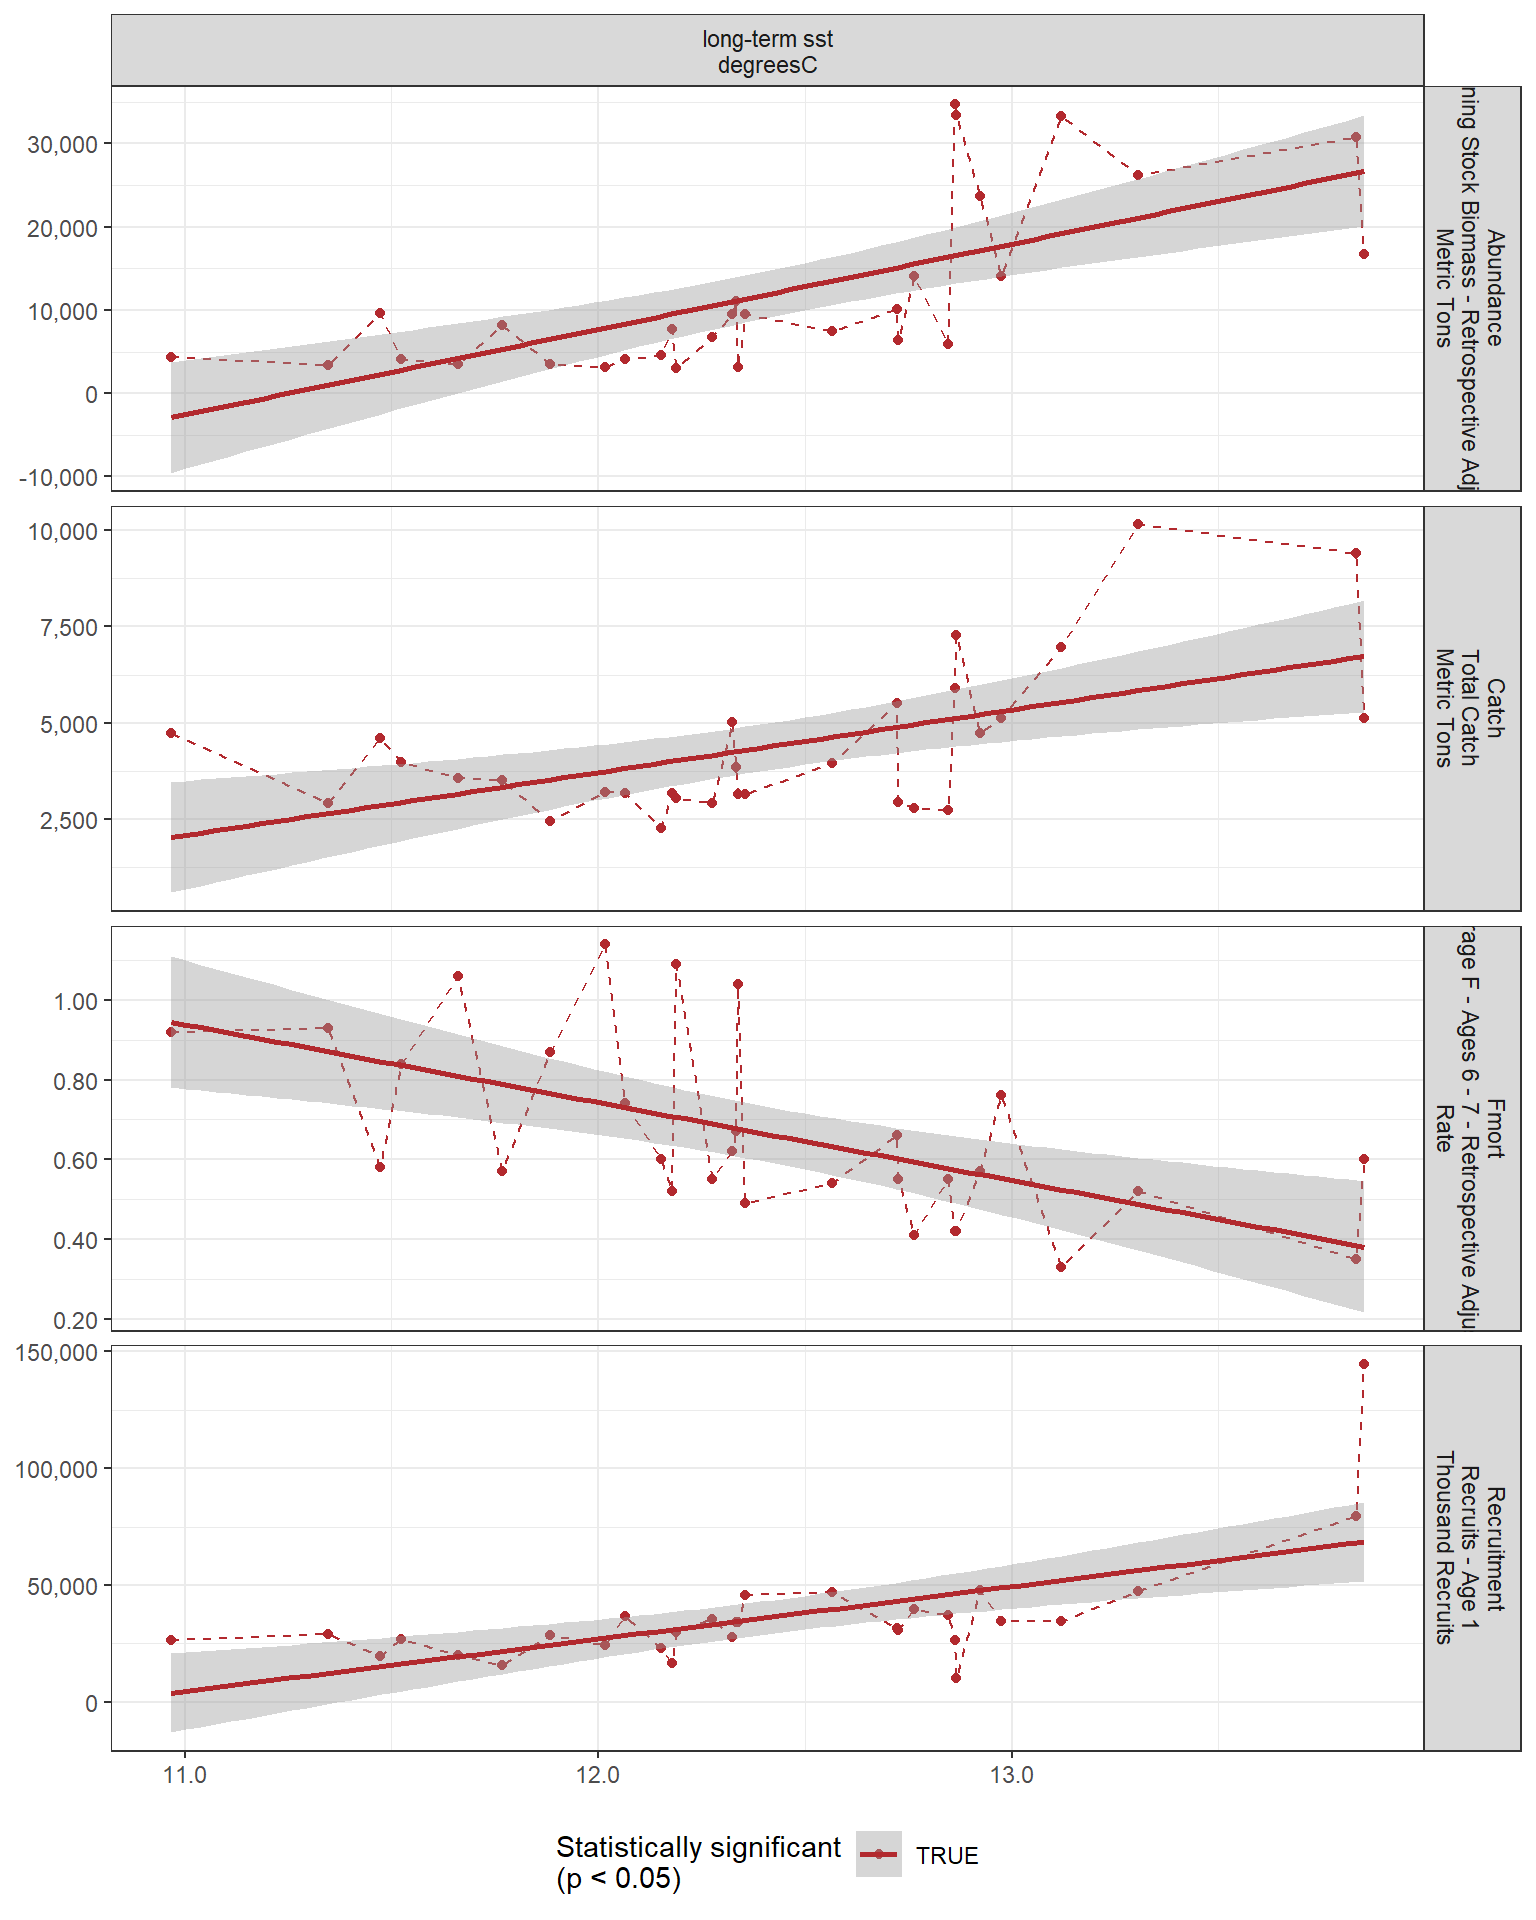 long-term sst
degreesC
30,000
20,000
10,000
0
-10,000
Abundance
ning Stock Biomass - Retrospective Adj
Metric Tons
10,000
7,500
5,000
2,500
Catch
Total Catch
Metric Tons
1.00
0.80
0.60
0.40
0.20
Fmort
rage F - Ages 6 - 7 - Retrospective Adju
Rate
150,000
100,000
50,000
0
Recruitment
Recruits - Age 1
Thousand Recruits
11.0
12.0
13.0
Statistically significant
(p < 0.05)
TRUE